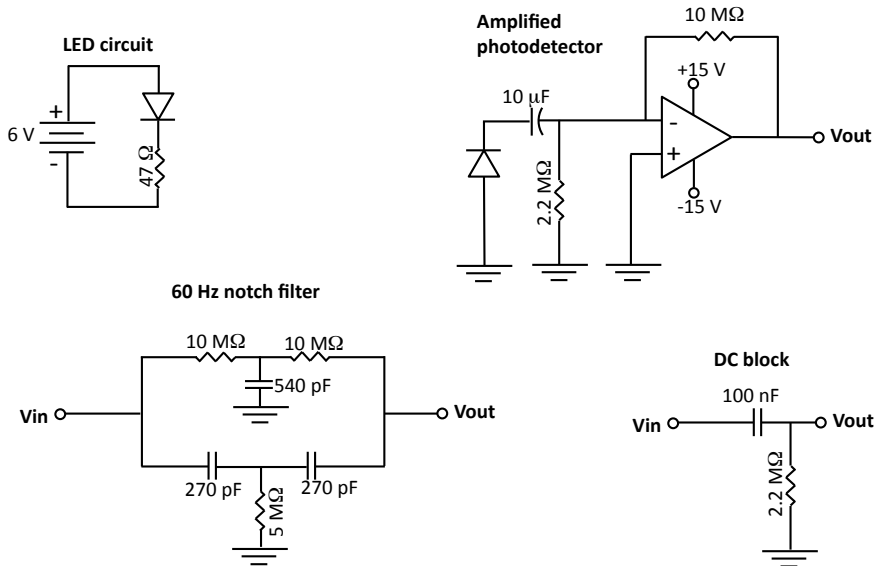 LED circuit
+
6 V
-
47 Ω
Amplified
photodetector
10 MΩ
+15 V
10 μF
-
+
Vout
2.2 MΩ
-15 V
60 Hz notch filter
10 MΩ 10 MΩ
540 pF
Vin
Vout
270 pF 270 pF
5 MΩ
DC block
100 nF
Vin
Vout
2.2 MΩ